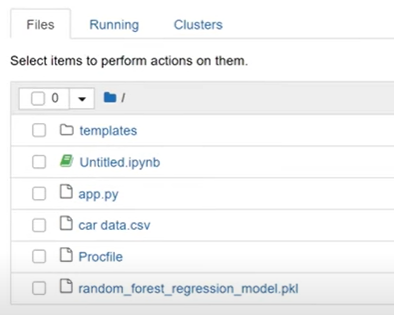 Files Running Clusters
Select items to perform actions on them.
0 /
templates
Untitled.ipynb
app.py
car data.csv
Procfile
random_forest_regression_model.pkl